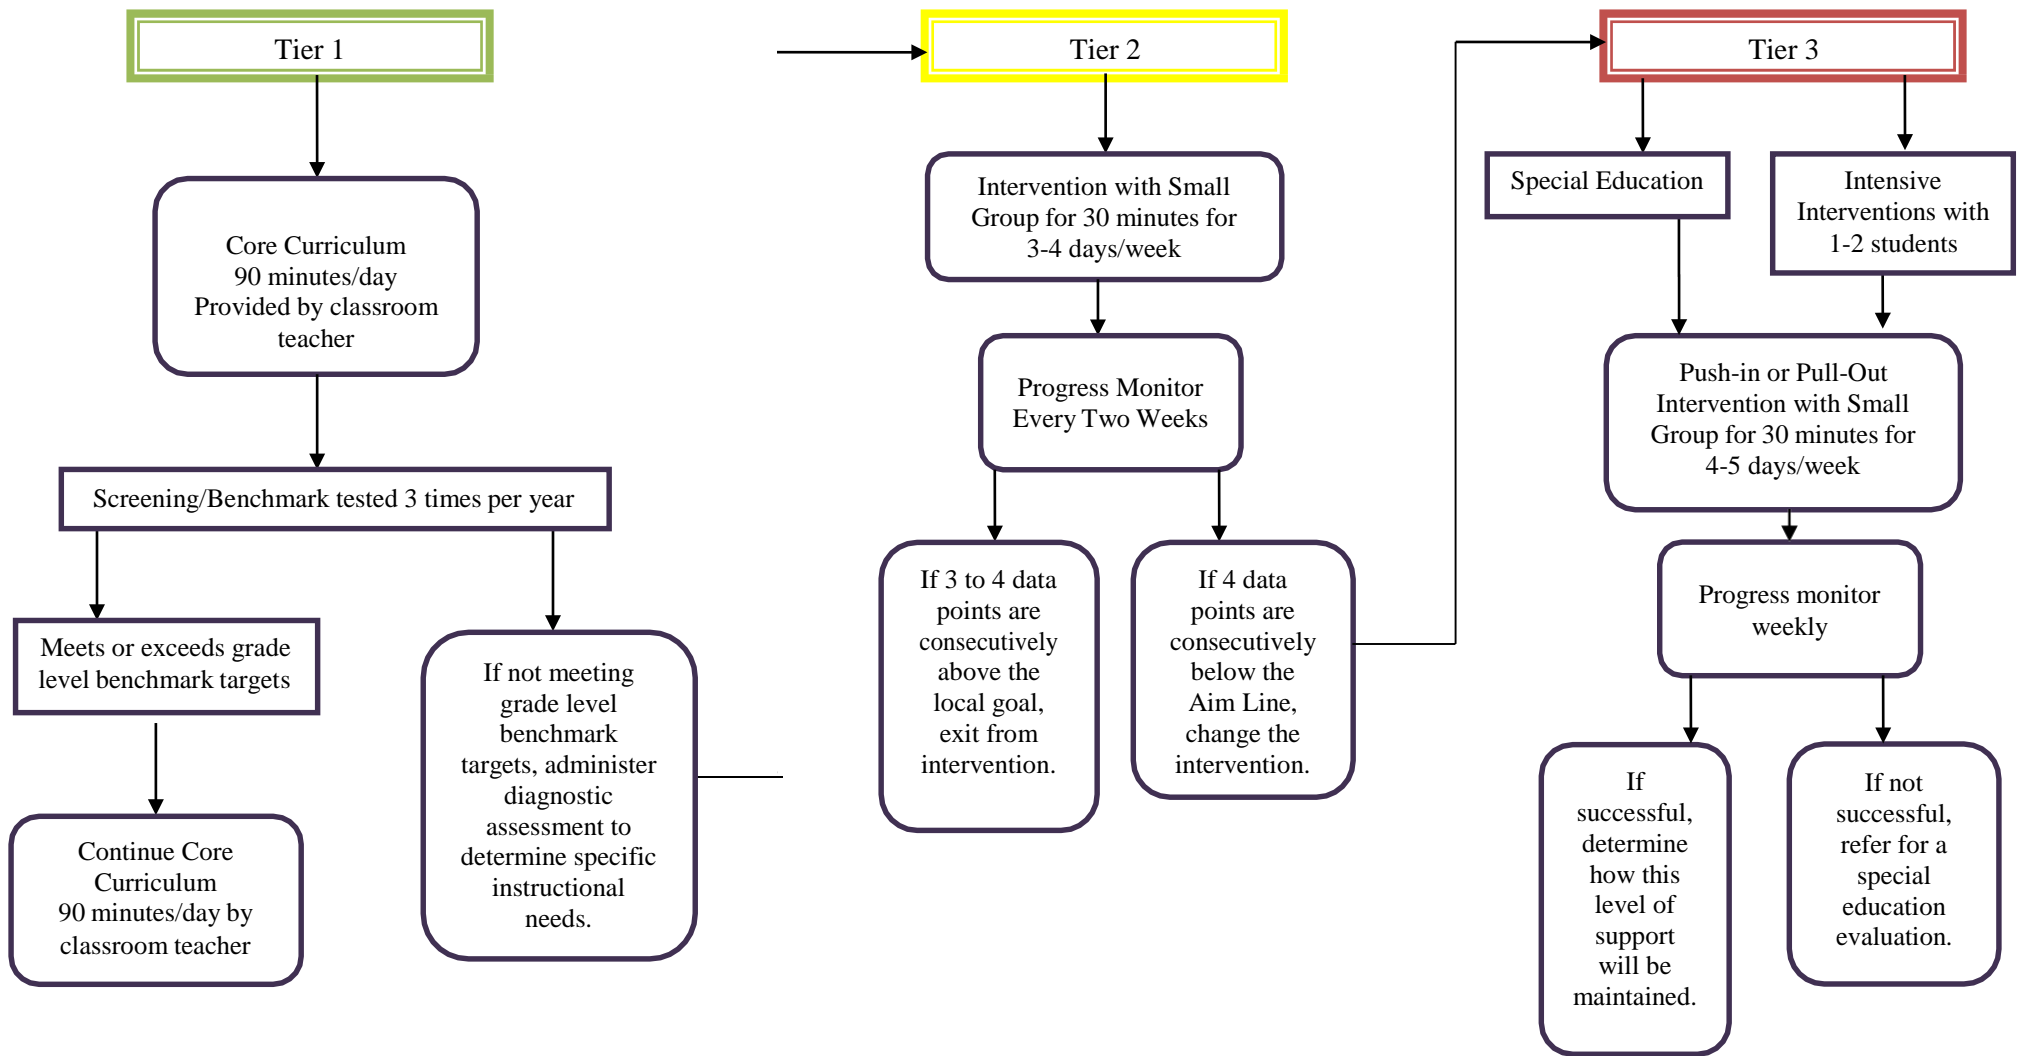 Tier 1
Core Curriculum
90 minutes/day
Provided by classroom
teacher
Screening/Benchmark tested 3 times per year
Meets or exceeds grade
level benchmark targets
Continue Core
Curriculum
90 minutes/day by
classroom teacher
If not meeting
grade level
benchmark
targets, administer
diagnostic
assessment to
determine specific
instructional
needs.
Tier 2
Intervention with Small
Group for 30 minutes for
3-4 days/week
Progress Monitor
Every Two Weeks
If 3 to 4 data
points are
consecutively
above the
local goal,
exit from
intervention.
If 4 data
points are
consecutively
below the
Aim Line,
change the
intervention.
Tier 3
Special Education
Intensive
Interventions with
1-2 students
Push-in or Pull-Out
Intervention with Small
Group for 30 minutes for
4-5 days/week
Progress monitor
weekly
If
successful,
determine
how this
level of
support
will be
maintained.
If not
successful,
refer for a
special
education
evaluation.